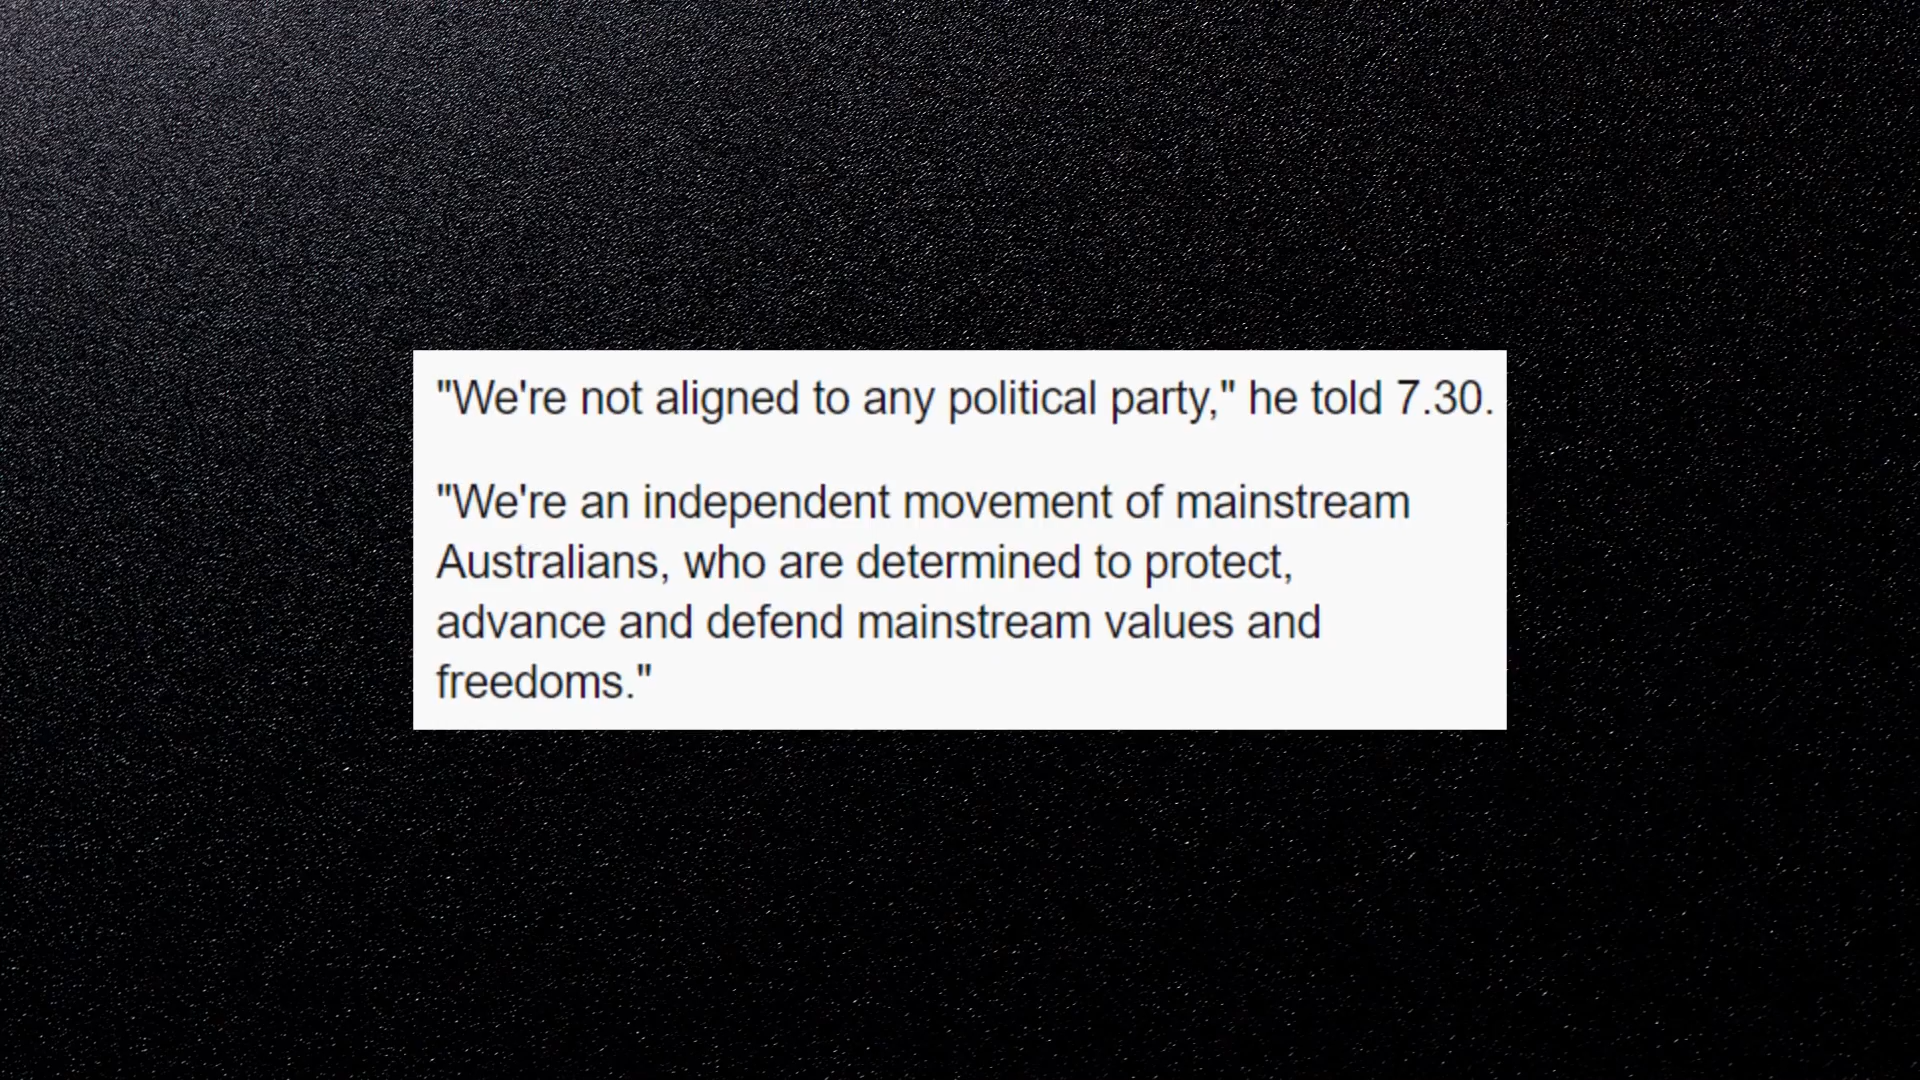 "We're not aligned to any political party," he told 7.30.
"We're an independent movement of mainstream
Australians, who are determined to protect,
advance and defend mainstream values and
freedoms."